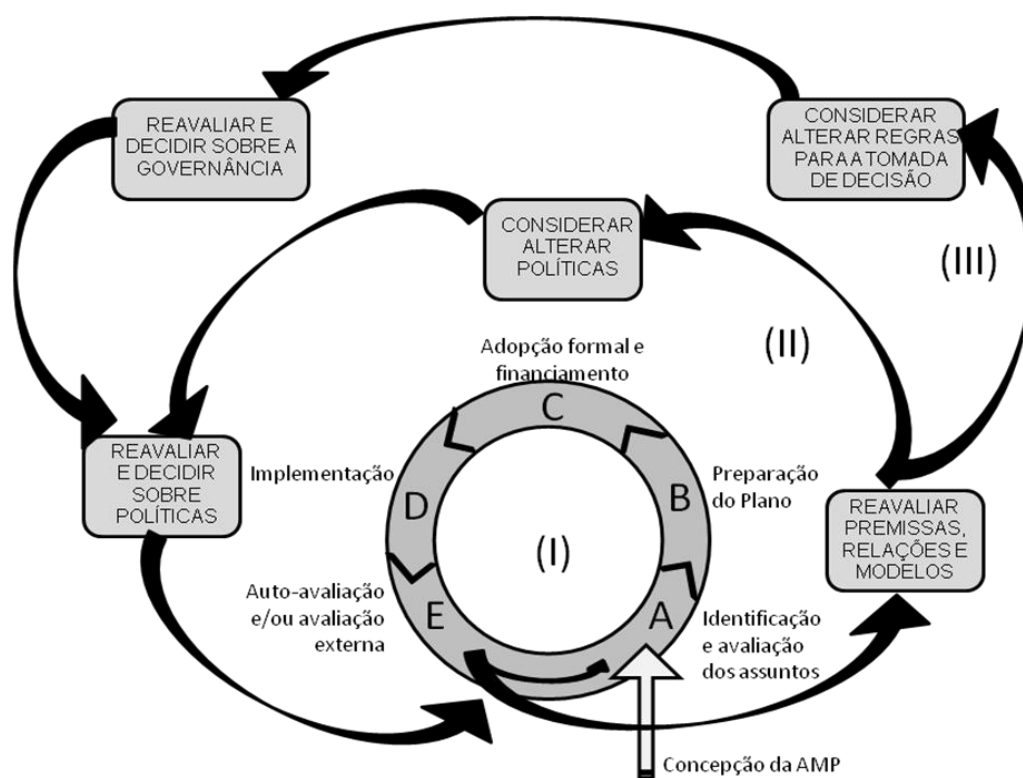 REAVALIAR E
DECIDIR SOBRE A
GOVERNÂNCIA
CONSIDERAR
ALTERAR REGRAS
PARA A TOMADA
DE DECISÃO
CONSIDERAR
ALTERAR
POLÍTICAS
(III)
(II)
Adopção formal e
financiamento
C
REAVALIAR
E DECIDIR
SOBRE
POLÍTICAS
Implementação
D
B
Preparação
do Plano
REAVALIAR
PREMISSAS,
RELAÇÕES E
MODELOS
(I)
Auto-avaliação
e/ou avaliação
externa
E
A
Identificação
e avaliação
dos assuntos
Concepção da AMP